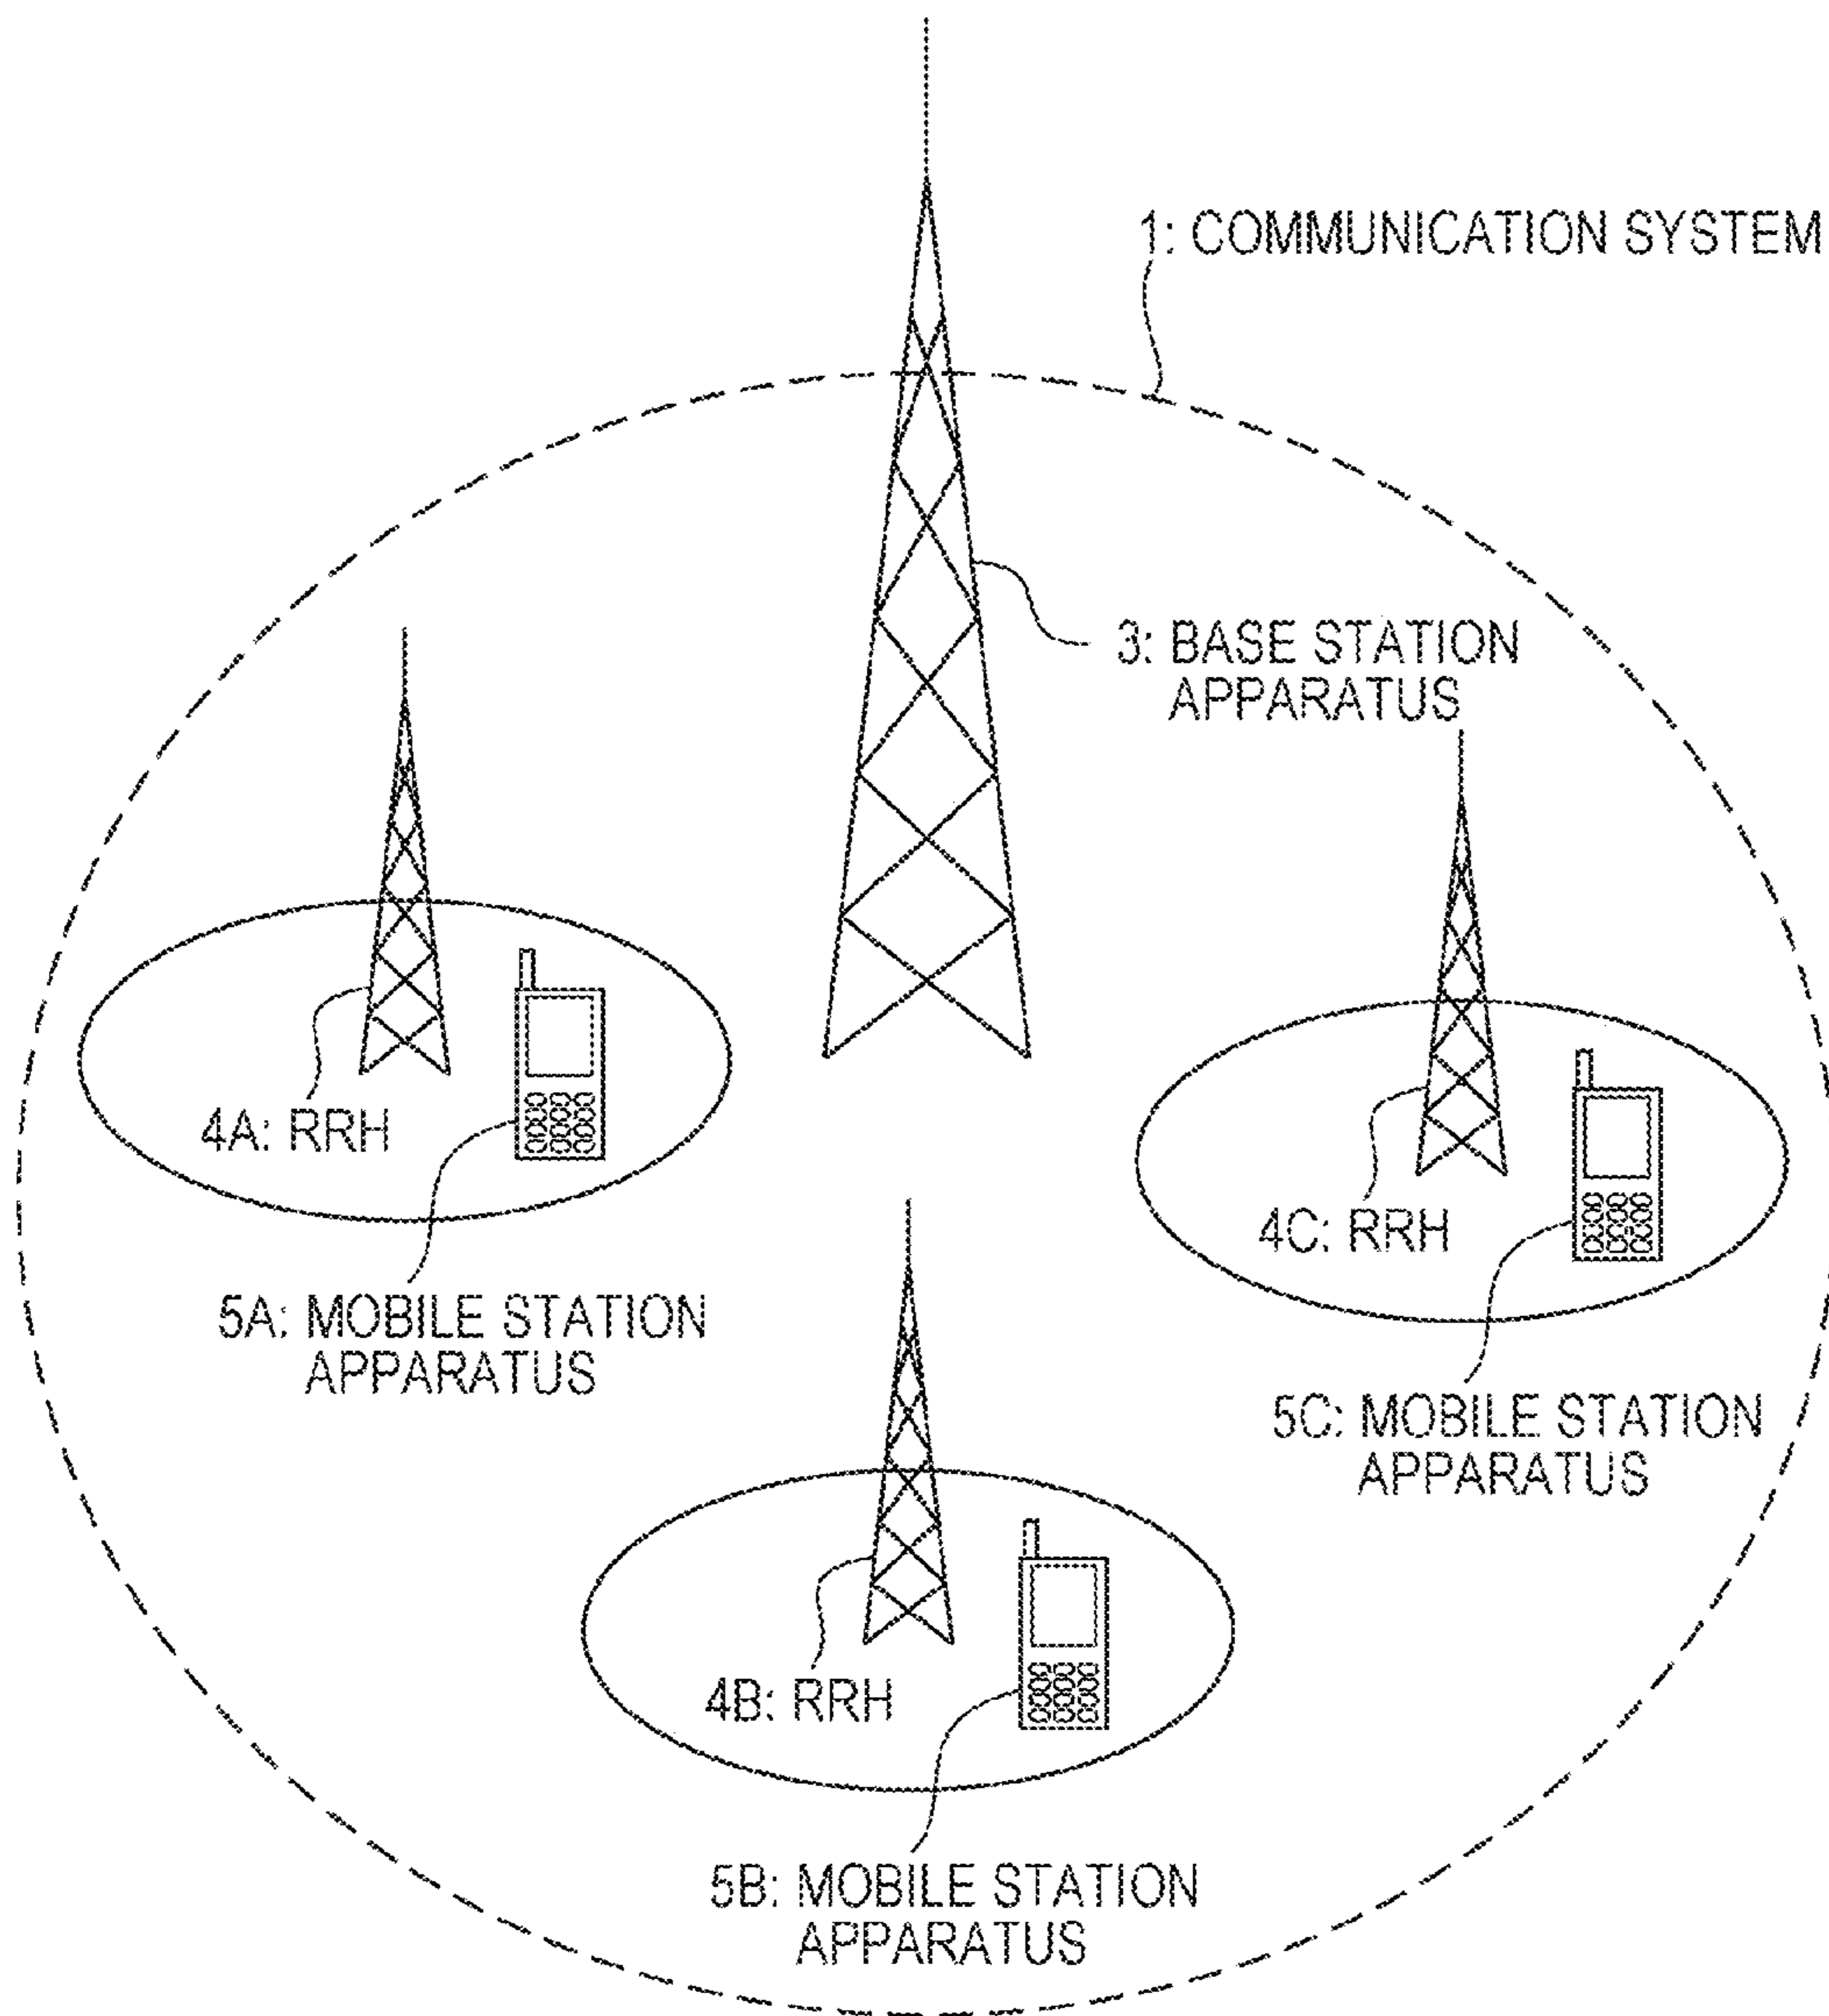 1: COMMUNICATION SYSTEM
3: BASE STATION
APPARATUS
4A: RRH
4C: RRH
5A: MOBILE STATION
APPARATUS
5C: MOBILE STATION
APPARATUS
4B: RRH
5B: MOBILE STATION
APPARATUS